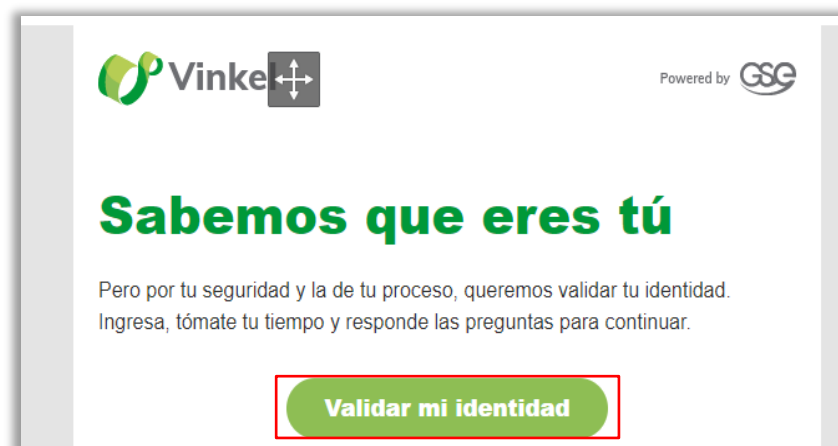 Vinkel
Powered by GSE
Sabemos que eres tú
Pero por tu seguridad y la de tu proceso, queremos validar tu identidad.
Ingresa, tómate tu tiempo y responde las preguntas para continuar.
Validar mi identidad